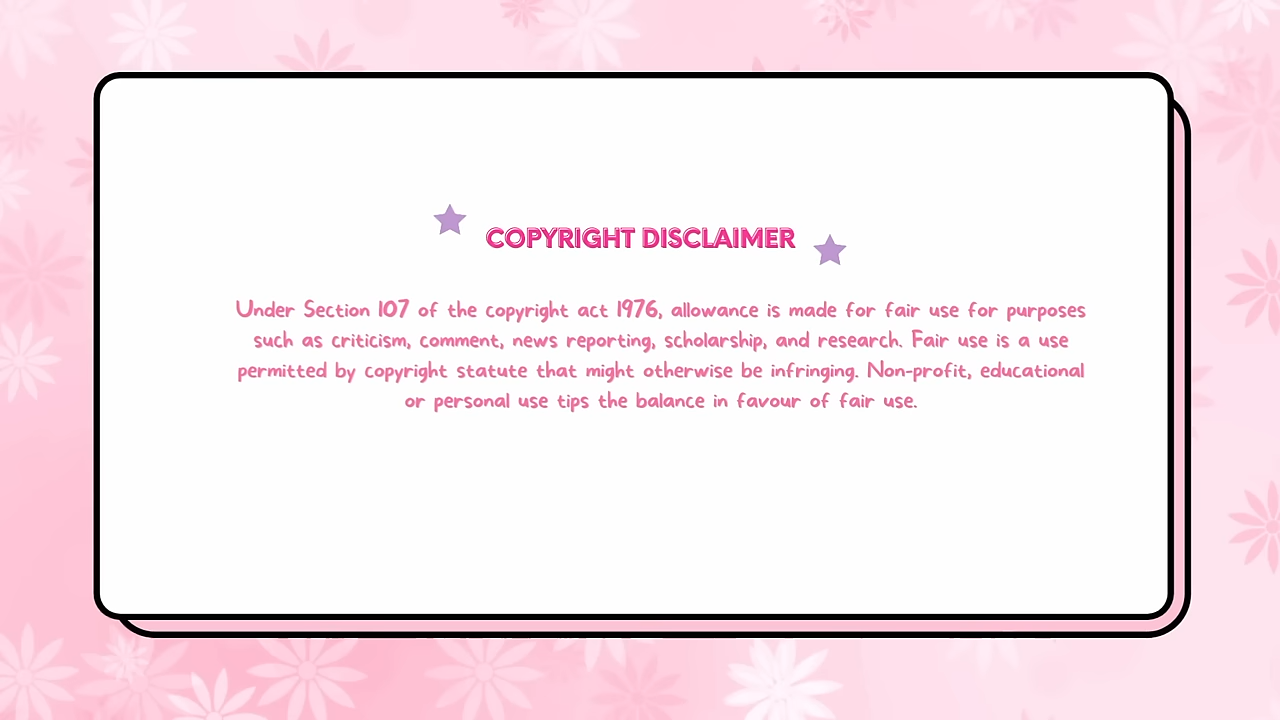 COPYRIGHT DISCLAIMER
Under Section 107 of the copyright act 1976, allowance is made for fair use for purposes
such as criticism, comment, news reporting, scholarship, and research. Fair use is a use
permitted by copyright statute that might otherwise be infringing. Non-profit, educational
or personal use tips the balance in favour of fair use.